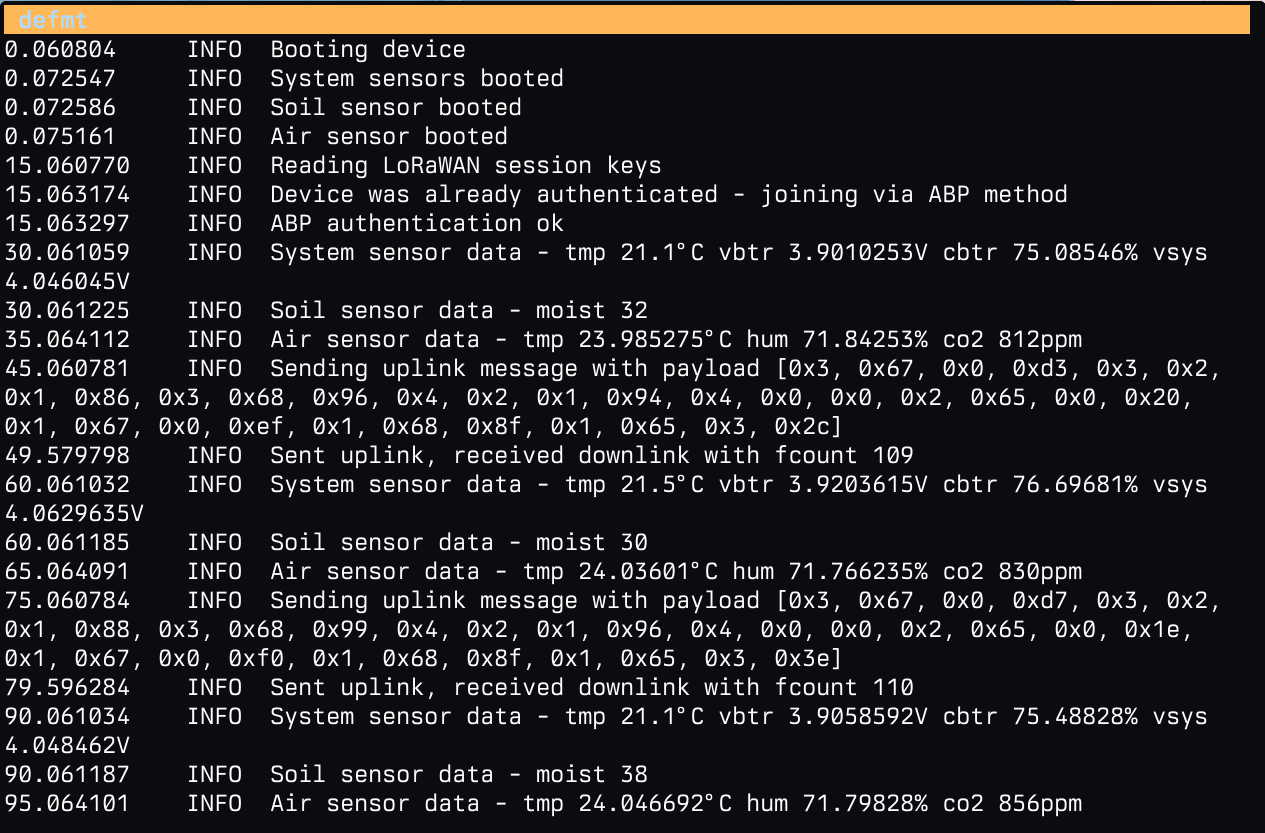 defmt
0.060804     INFO  Booting device
0.072547     INFO  System sensors booted
0.072586     INFO  Soil sensor booted
0.075161     INFO  Air sensor booted
15.060770    INFO  Reading LoRaWAN session keys
15.063174    INFO  Device was already authenticated - joining via ABP method
15.063297    INFO  ABP authentication ok
30.061059    INFO  System sensor data - tmp 21.1°C vbtr 3.9010253V cbtr 75.08546% vsys
4.046045V
30.061225    INFO  Soil sensor data - moist 32
35.064112    INFO  Air sensor data - tmp 23.985275°C hum 71.84253% co2 812ppm
45.060781    INFO  Sending uplink message with payload [0x3, 0x67, 0x0, 0xd3, 0x3, 0x2,
0x1, 0x86, 0x3, 0x68, 0x96, 0x4, 0x2, 0x1, 0x94, 0x4, 0x0, 0x0, 0x2, 0x65, 0x0, 0x20,
0x1, 0x67, 0x0, 0xef, 0x1, 0x68, 0x8f, 0x1, 0x65, 0x3, 0x2c]
49.579798    INFO  Sent uplink, received downlink with fcount 109
60.061032    INFO  System sensor data - tmp 21.5°C vbtr 3.9203615V cbtr 76.69681% vsys
4.0629635V
60.061185    INFO  Soil sensor data - moist 30
65.064091    INFO  Air sensor data - tmp 24.03601°C hum 71.766235% co2 830ppm
75.060784    INFO  Sending uplink message with payload [0x3, 0x67, 0x0, 0xd7, 0x3, 0x2,
0x1, 0x88, 0x3, 0x68, 0x99, 0x4, 0x2, 0x1, 0x96, 0x4, 0x0, 0x0, 0x2, 0x65, 0x0, 0x1e,
0x1, 0x67, 0x0, 0xf0, 0x1, 0x68, 0x8f, 0x1, 0x65, 0x3, 0x3e]
79.596284    INFO  Sent uplink, received downlink with fcount 110
90.061034    INFO  System sensor data - tmp 21.1°C vbtr 3.9058592V cbtr 75.48828% vsys
4.048462V
90.061187    INFO  Soil sensor data - moist 38
95.064101    INFO  Air sensor data - tmp 24.046692°C hum 71.79828% co2 856ppm